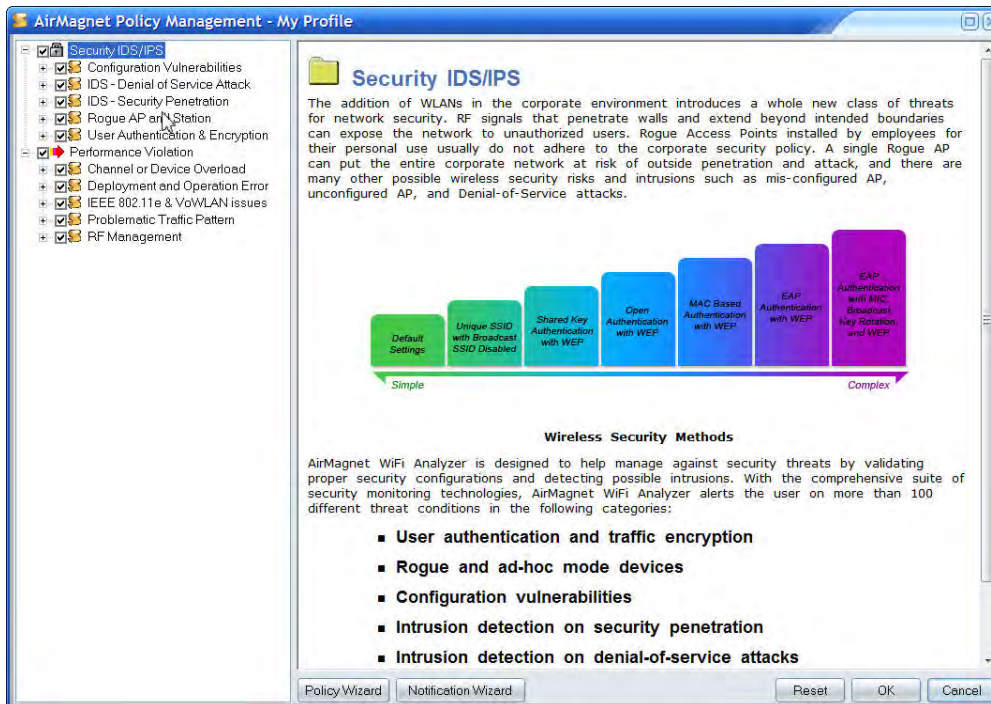 AirMagnet Policy Management - My Profile
Security IDS/IPS
Configuration Vulnerabilities
IDS - Denial of Service Attack
IDS - Security Penetration
Rogue AP and Station
User Authentication & Encryption
Performance Violation
Channel or Device Overload
Deployment and Operation Error
IEEE 802.11e & VoWLAN issues
Problematic Traffic Pattern
RF Management
Security IDS/IPS
The addition of WLANs in the corporate environment introduces a whole new class of threats
for network security. RF signals that penetrate walls and extend beyond intended boundaries
can expose the network to unauthorized users. Rogue Access Points installed by employees for
their personal use usually do not adhere to the corporate security policy. A single Rogue AP
can put the entire corporate network at risk of outside penetration and attack, and there are
many other possible wireless security risks and intrusions such as mis-configured AP,
unconfigured AP, and Denial-of-Service attacks.
Default
Settings
Unique SSID
with Broadcast
SSID Disabled
Shared Key
Authentication
with WEP
Open
Authentication
with WEP
MAC Based
Authentication
with WEP
EAP
Authentication
with WEP
EAP
Authentication
with MIC,
Broadcast
Key Rotation
and WEP
Simple
Complex
Wireless Security Methods
AirMagnet WiFi Analyzer is designed to help manage against security threats by validating
proper security configurations and detecting possible intrusions. With the comprehensive suite of
security monitoring technologies, AirMagnet WiFi Analyzer alerts the user on more than 100
different threat conditions in the following categories:
User authentication and traffic encryption
Rogue and ad-hoc mode devices
Configuration vulnerabilities
Intrusion detection on security penetration
Intrusion detection on denial-of-service attacks
Policy Wizard
Notification Wizard
Reset
OK
Cancel